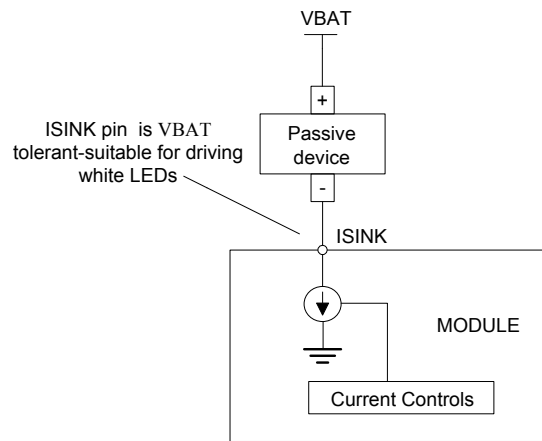 VBAT
+
Passive
device
-
ISINK pin is VBAT
tolerant-suitable for driving
white LEDs
ISINK
MODULE
Current Controls